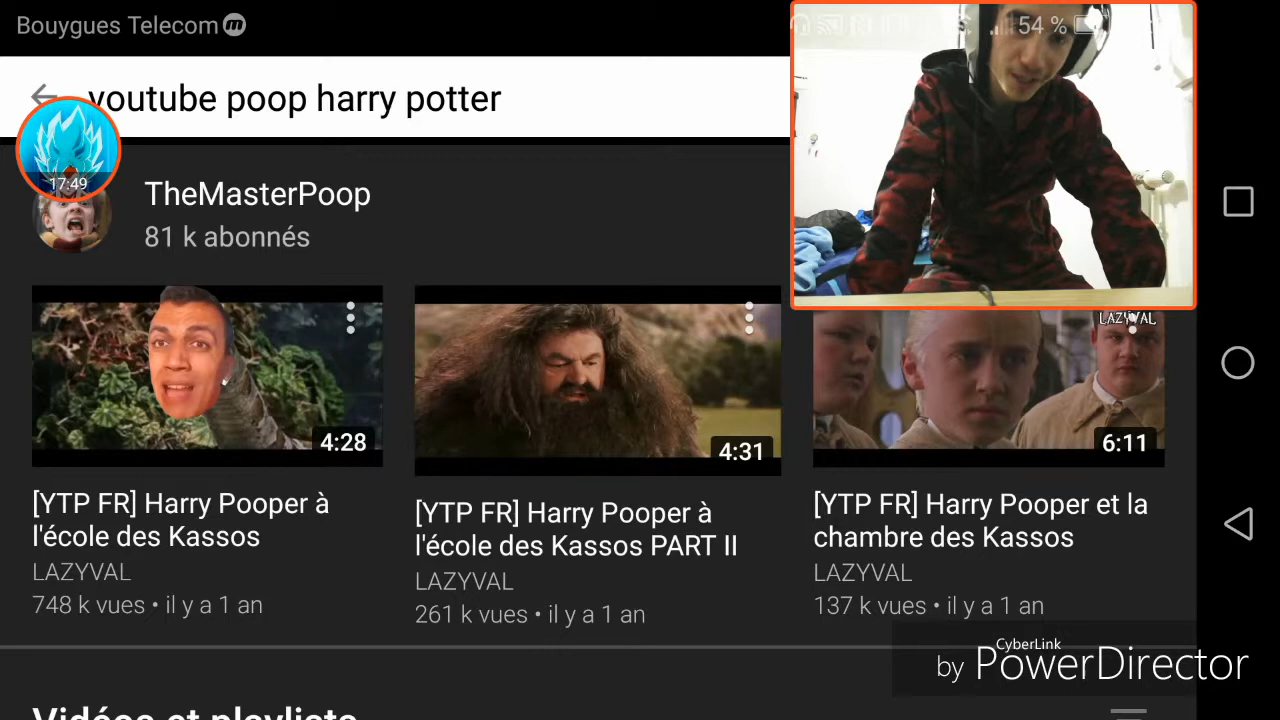 Bouygues Telecom
54 %
youtube poop harry potter
17:49
TheMasterPoop
81 k abonnés
4:28
4:31
LAZYVAL
6:11
[YTP FR] Harry Pooper à
l'école des Kassos
LAZYVAL
748 k vues • il y a 1 an
[YTP FR] Harry Pooper à
l'école des Kassos PART II
LAZYVAL
261 k vues • il y a 1 an
[YTP FR] Harry Pooper et la
chambre des Kassos
LAZYVAL
137 k vues • il y a 1 an
CyberLink
by PowerDirector
Vidéos et playlists